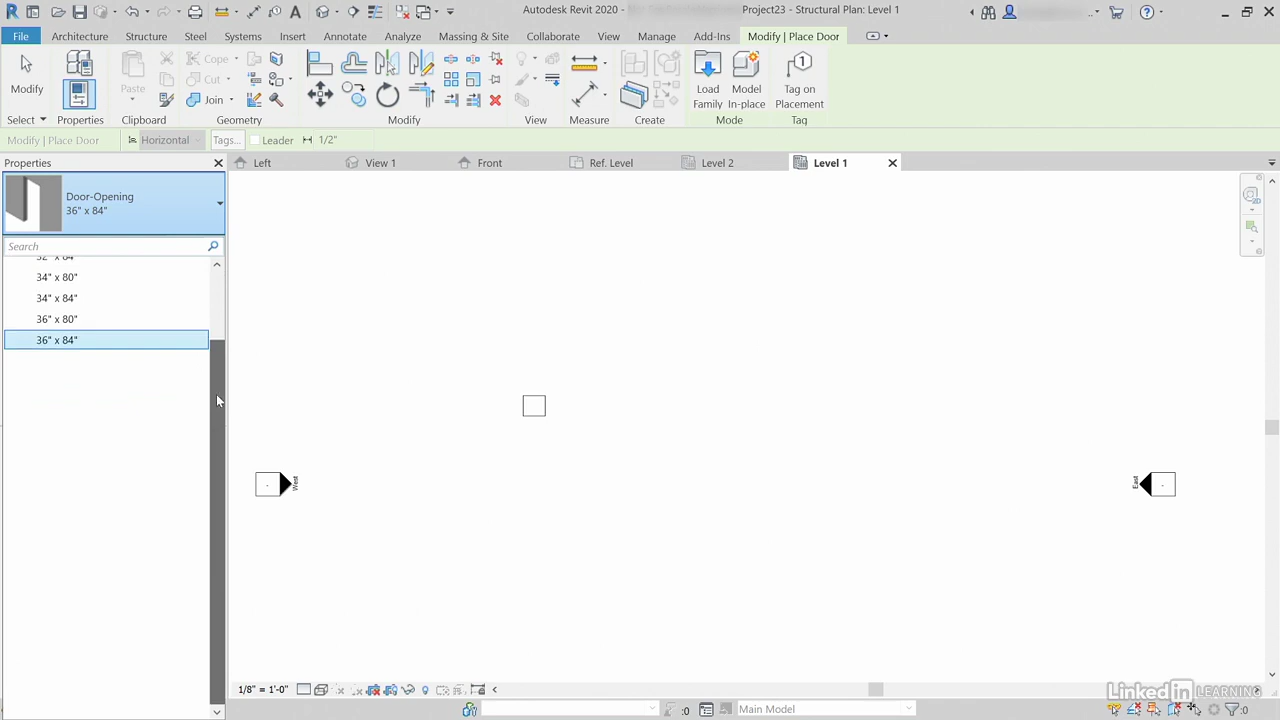 Autodesk Revit 2020 -
Project23 - Structural Plan: Level 1
File
Architecture
Structure
Steel
Systems
Insert
Annotate
Analyze
Massing & Site
Collaborate
View
Manage
Add-Ins
Modify | Place Door
Modify
Paste
Cope
Cut
Join
Load
Family
Model
In-place
Tag on
Placement
Select
Properties
Clipboard
Geometry
Modify
View
Measure
Create
Mode
Tag
Modify | Place Door
Horizontal
Tags...
Leader
1/2"
Properties
Left
View 1
Front
Ref. Level
Level 2
Level 1
Door-Opening
36" x 84"
Search
32" x 84"
34" x 80"
34" x 84"
36" x 80"
36" x 84"
West
East
1/8" = 1'-0"
:0
Main Model
:0
Linked in LEARNING